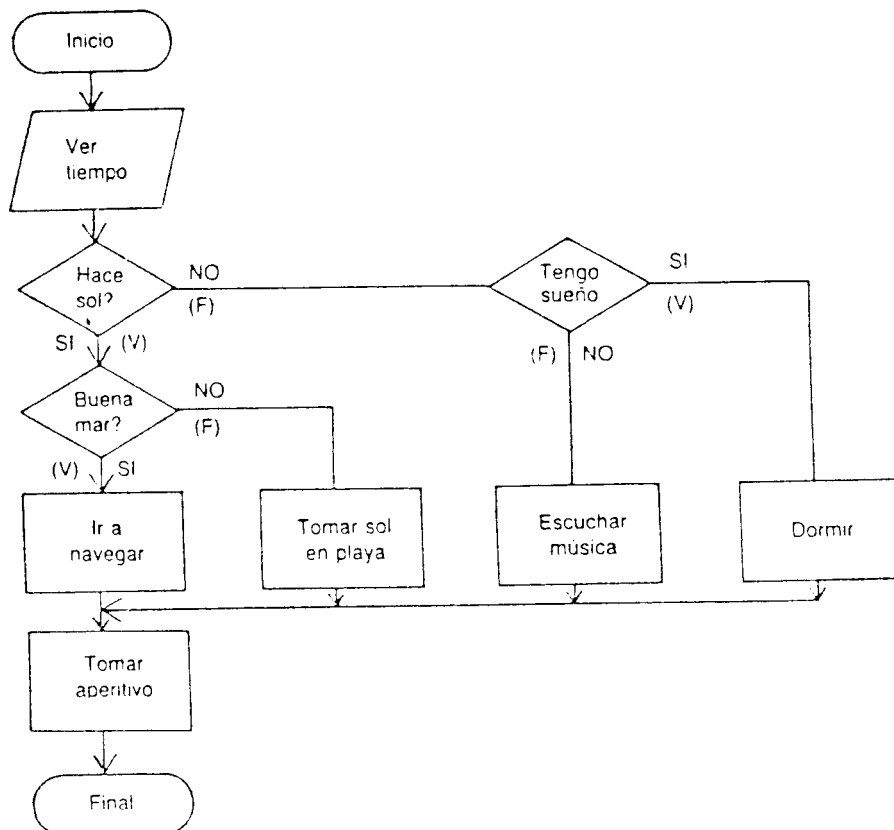 Inicio
Ver
tiempo
Hace
sol?
NO
(F)
Tengo
sueño
SI
(V)
SI
(V)
(F)
NO
Buena
mar?
NO
(F)
(V)
SI
Ir a
navegar
Tomar sol
en playa
Escuchar
música
Dormir
Tomar
aperitivo
Final